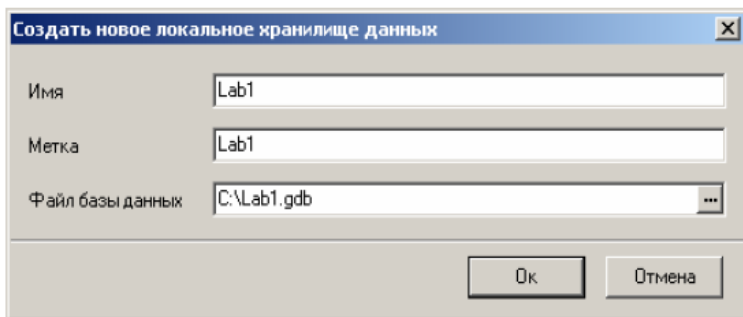 Создать новое локальное хранилище данных
Имя Lab1
Метка Lab1
Файл базы данных C:\Lab1.gdb ...
Ок Отмена